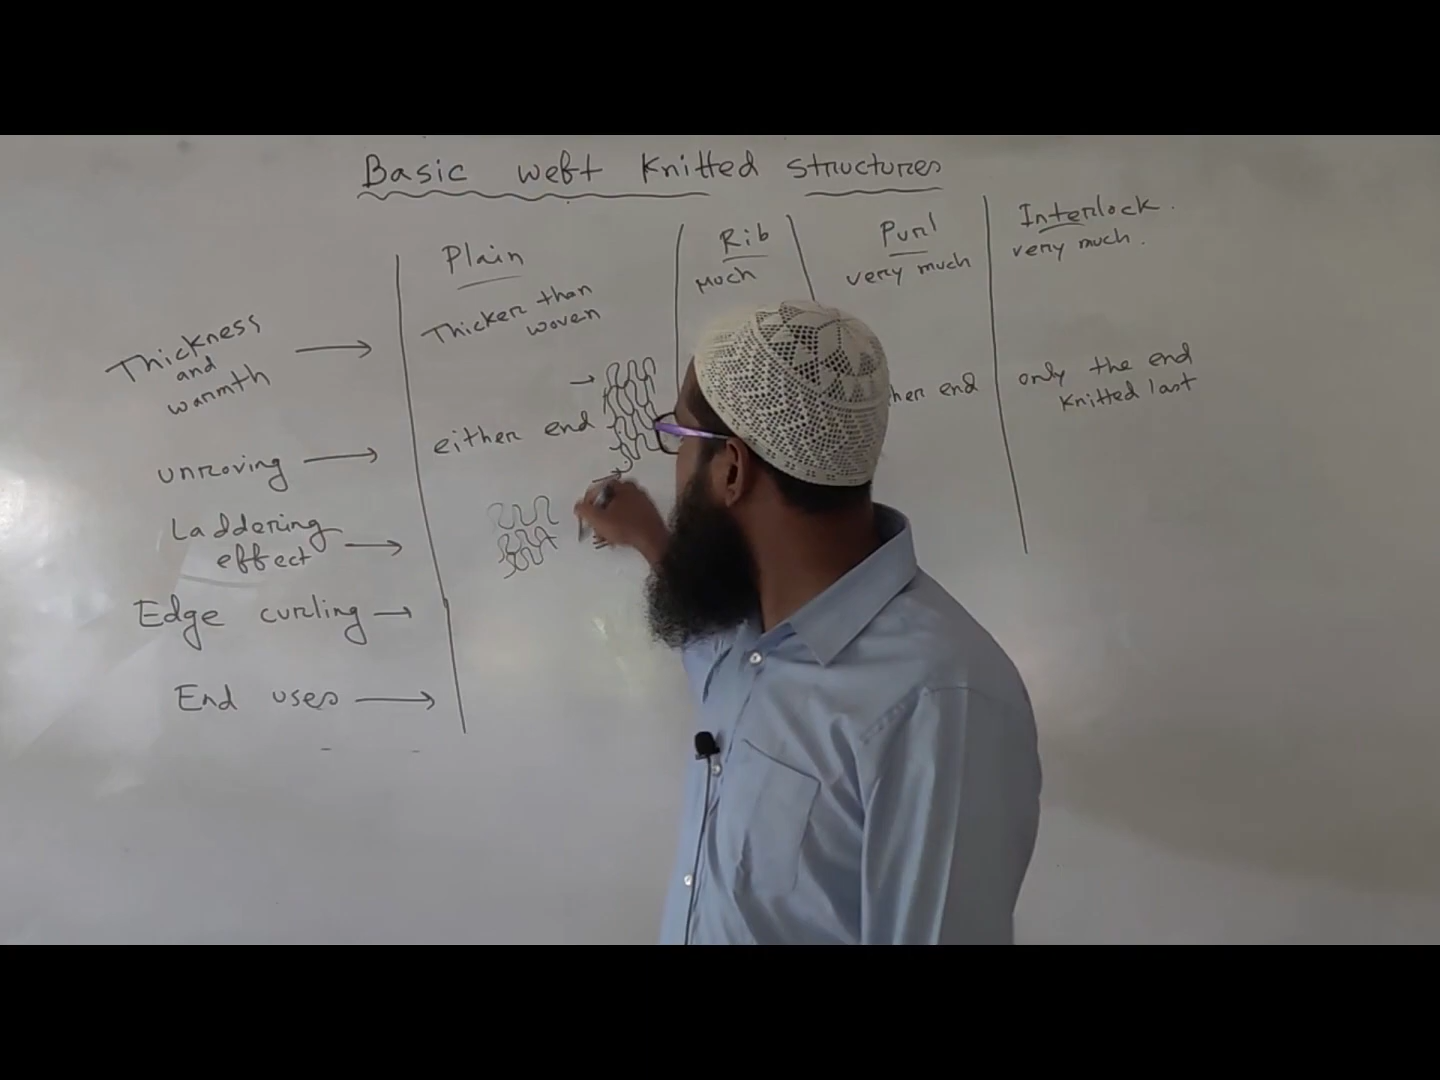 Basic weft knitted structures
Plain
Rib
Purl
Interlock.
Thickness
and
warmth
Thicker than
woven
Much
very much
very much.
unroving
either end
end
only the end
knitted last
Laddering
effect
Edge curling
End uses